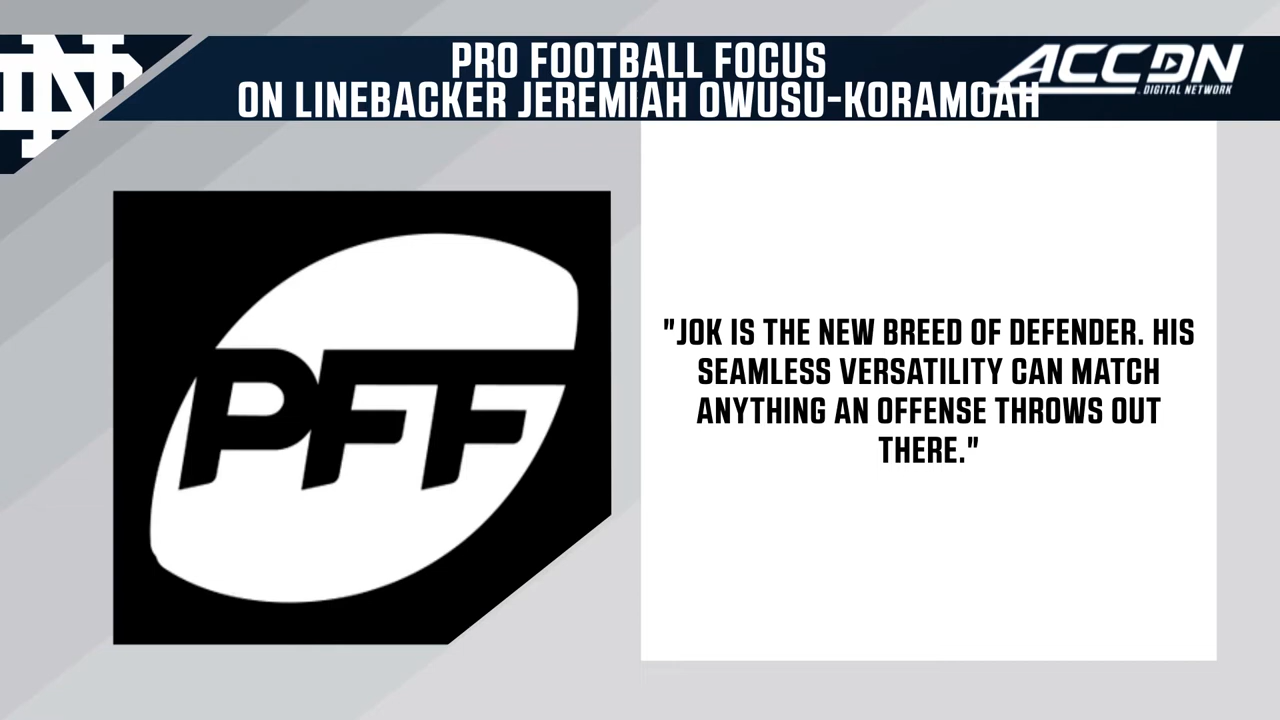 PRO FOOTBALL FOCUS
ON LINEBACKER JEREMIAH OWUSU-KORAMOAH
ACCDN
DIGITAL NETWORK
ND
PFF
"JOK IS THE NEW BREED OF DEFENDER. HIS
SEAMLESS VERSATILITY CAN MATCH
ANYTHING AN OFFENSE THROWS OUT
THERE."